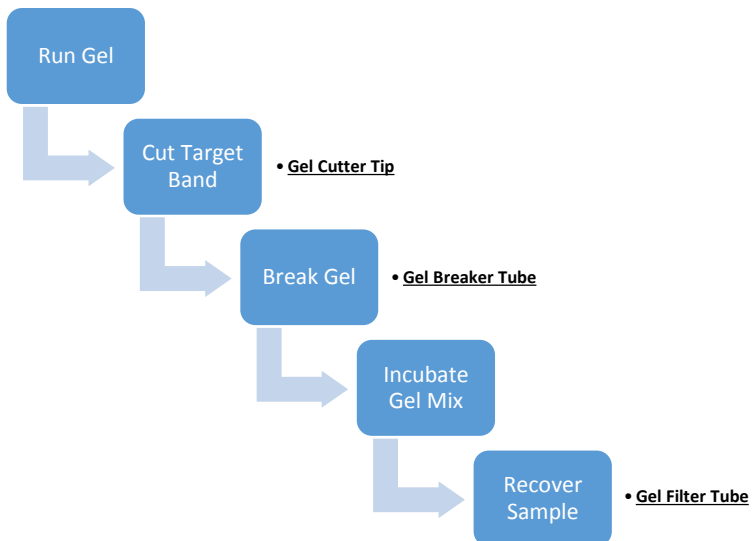 Run Gel
Cut Target
Band
• Gel Cutter Tip
Break Gel
• Gel Breaker Tube
Incubate
Gel Mix
Recover
Sample
• Gel Filter Tube